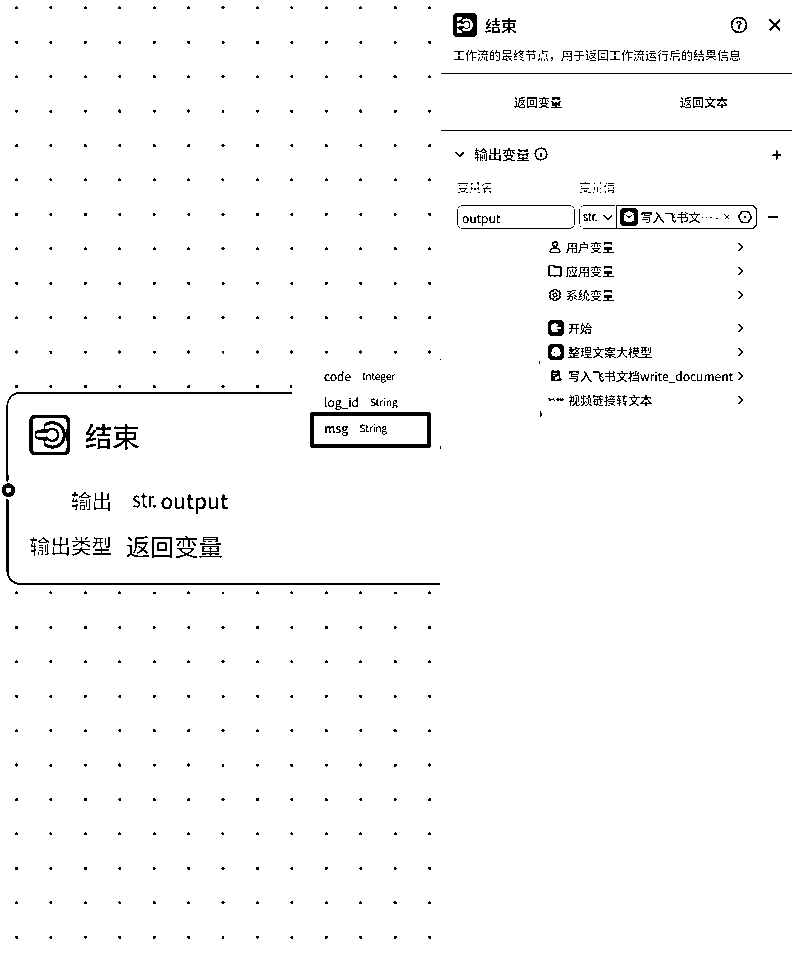 结束
工作流的最终节点，用于返回工作流运行后的结果信息
返回变量 返回文本
输出变量
变量名 变量值
output str. 写入飞书文...
用户变量
应用变量
系统变量
开始
整理文案大模型
写入飞书文档write_document
视频链接转文本
code Integer
log_id String
msg String
结束
输出 str. output
输出类型 返回变量